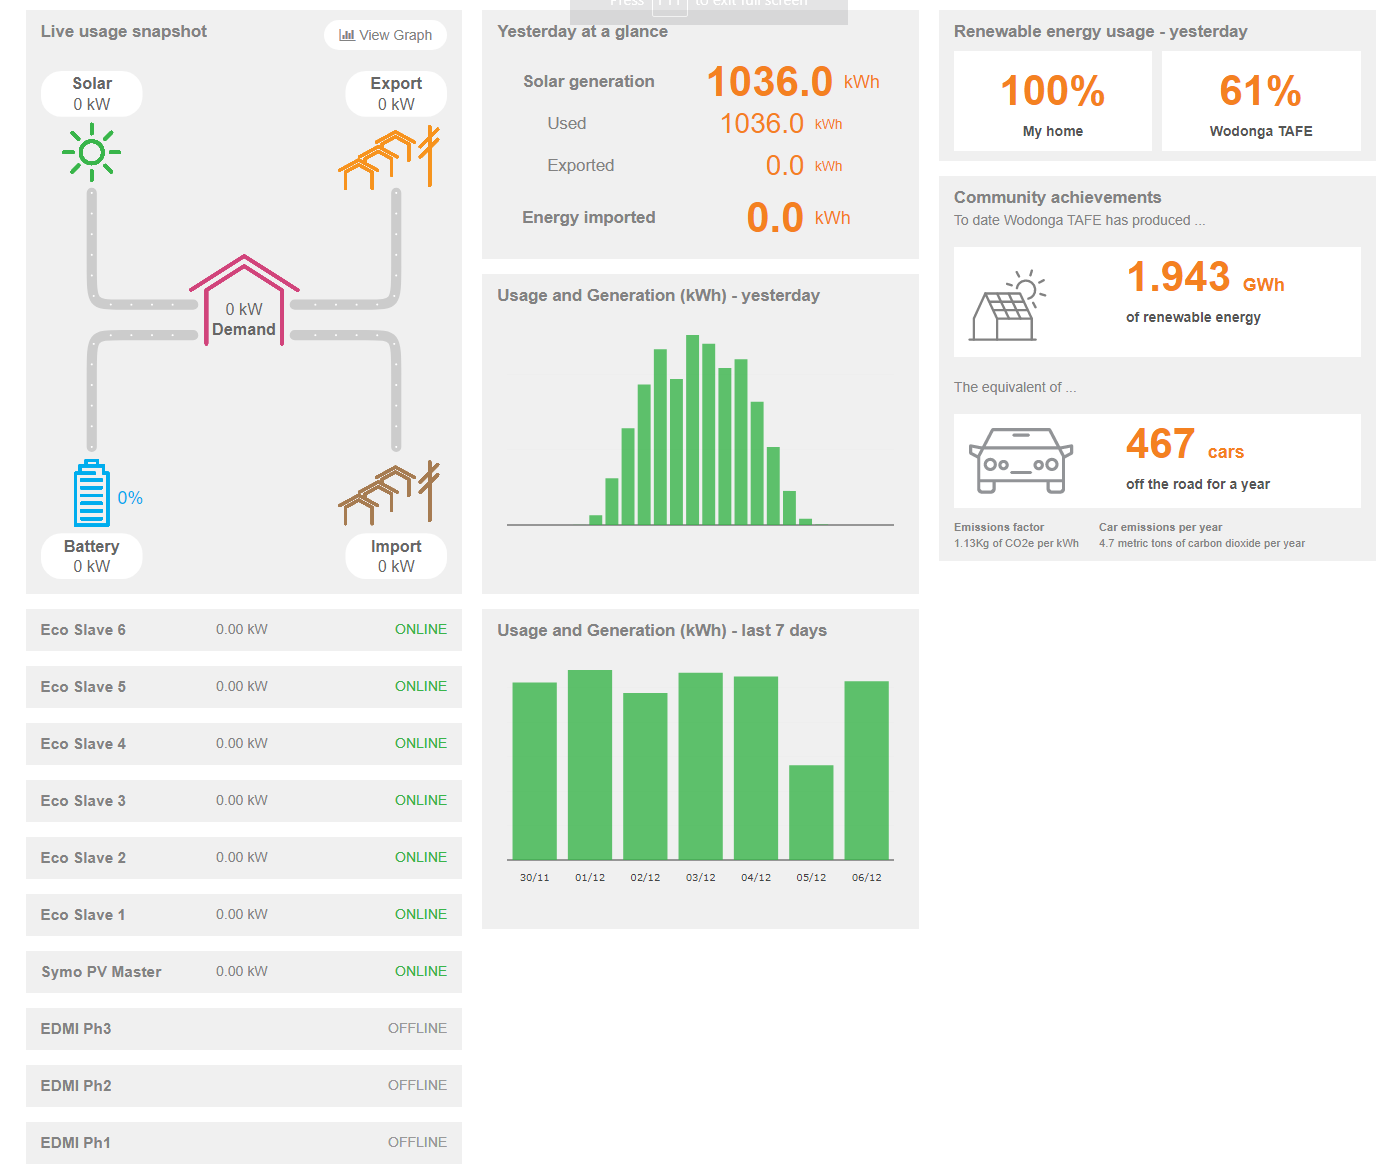 Press F11 to exit full screen
Live usage snapshot
View Graph
Solar
0 kW
Export
0 kW
0 kW
Demand
0%
Battery
0 kW
Import
0 kW
Eco Slave 6 0.00 kW ONLINE
Eco Slave 5 0.00 kW ONLINE
Eco Slave 4 0.00 kW ONLINE
Eco Slave 3 0.00 kW ONLINE
Eco Slave 2 0.00 kW ONLINE
Eco Slave 1 0.00 kW ONLINE
Symo PV Master 0.00 kW ONLINE
EDMI Ph3 OFFLINE
EDMI Ph2 OFFLINE
EDMI Ph1 OFFLINE
Yesterday at a glance
Solar generation 1036.0 kWh
Used 1036.0 kWh
Exported 0.0 kWh
Energy imported 0.0 kWh
Usage and Generation (kWh) - yesterday
Usage and Generation (kWh) - last 7 days
30/11 01/12 02/12 03/12 04/12 05/12 06/12
Renewable energy usage - yesterday
100%
My home
61%
Wodonga TAFE
Community achievements
To date Wodonga TAFE has produced ...
1.943 GWh
of renewable energy
The equivalent of ...
467 cars
off the road for a year
Emissions factor
1.13Kg of CO2e per kWh
Car emissions per year
4.7 metric tons of carbon dioxide per year